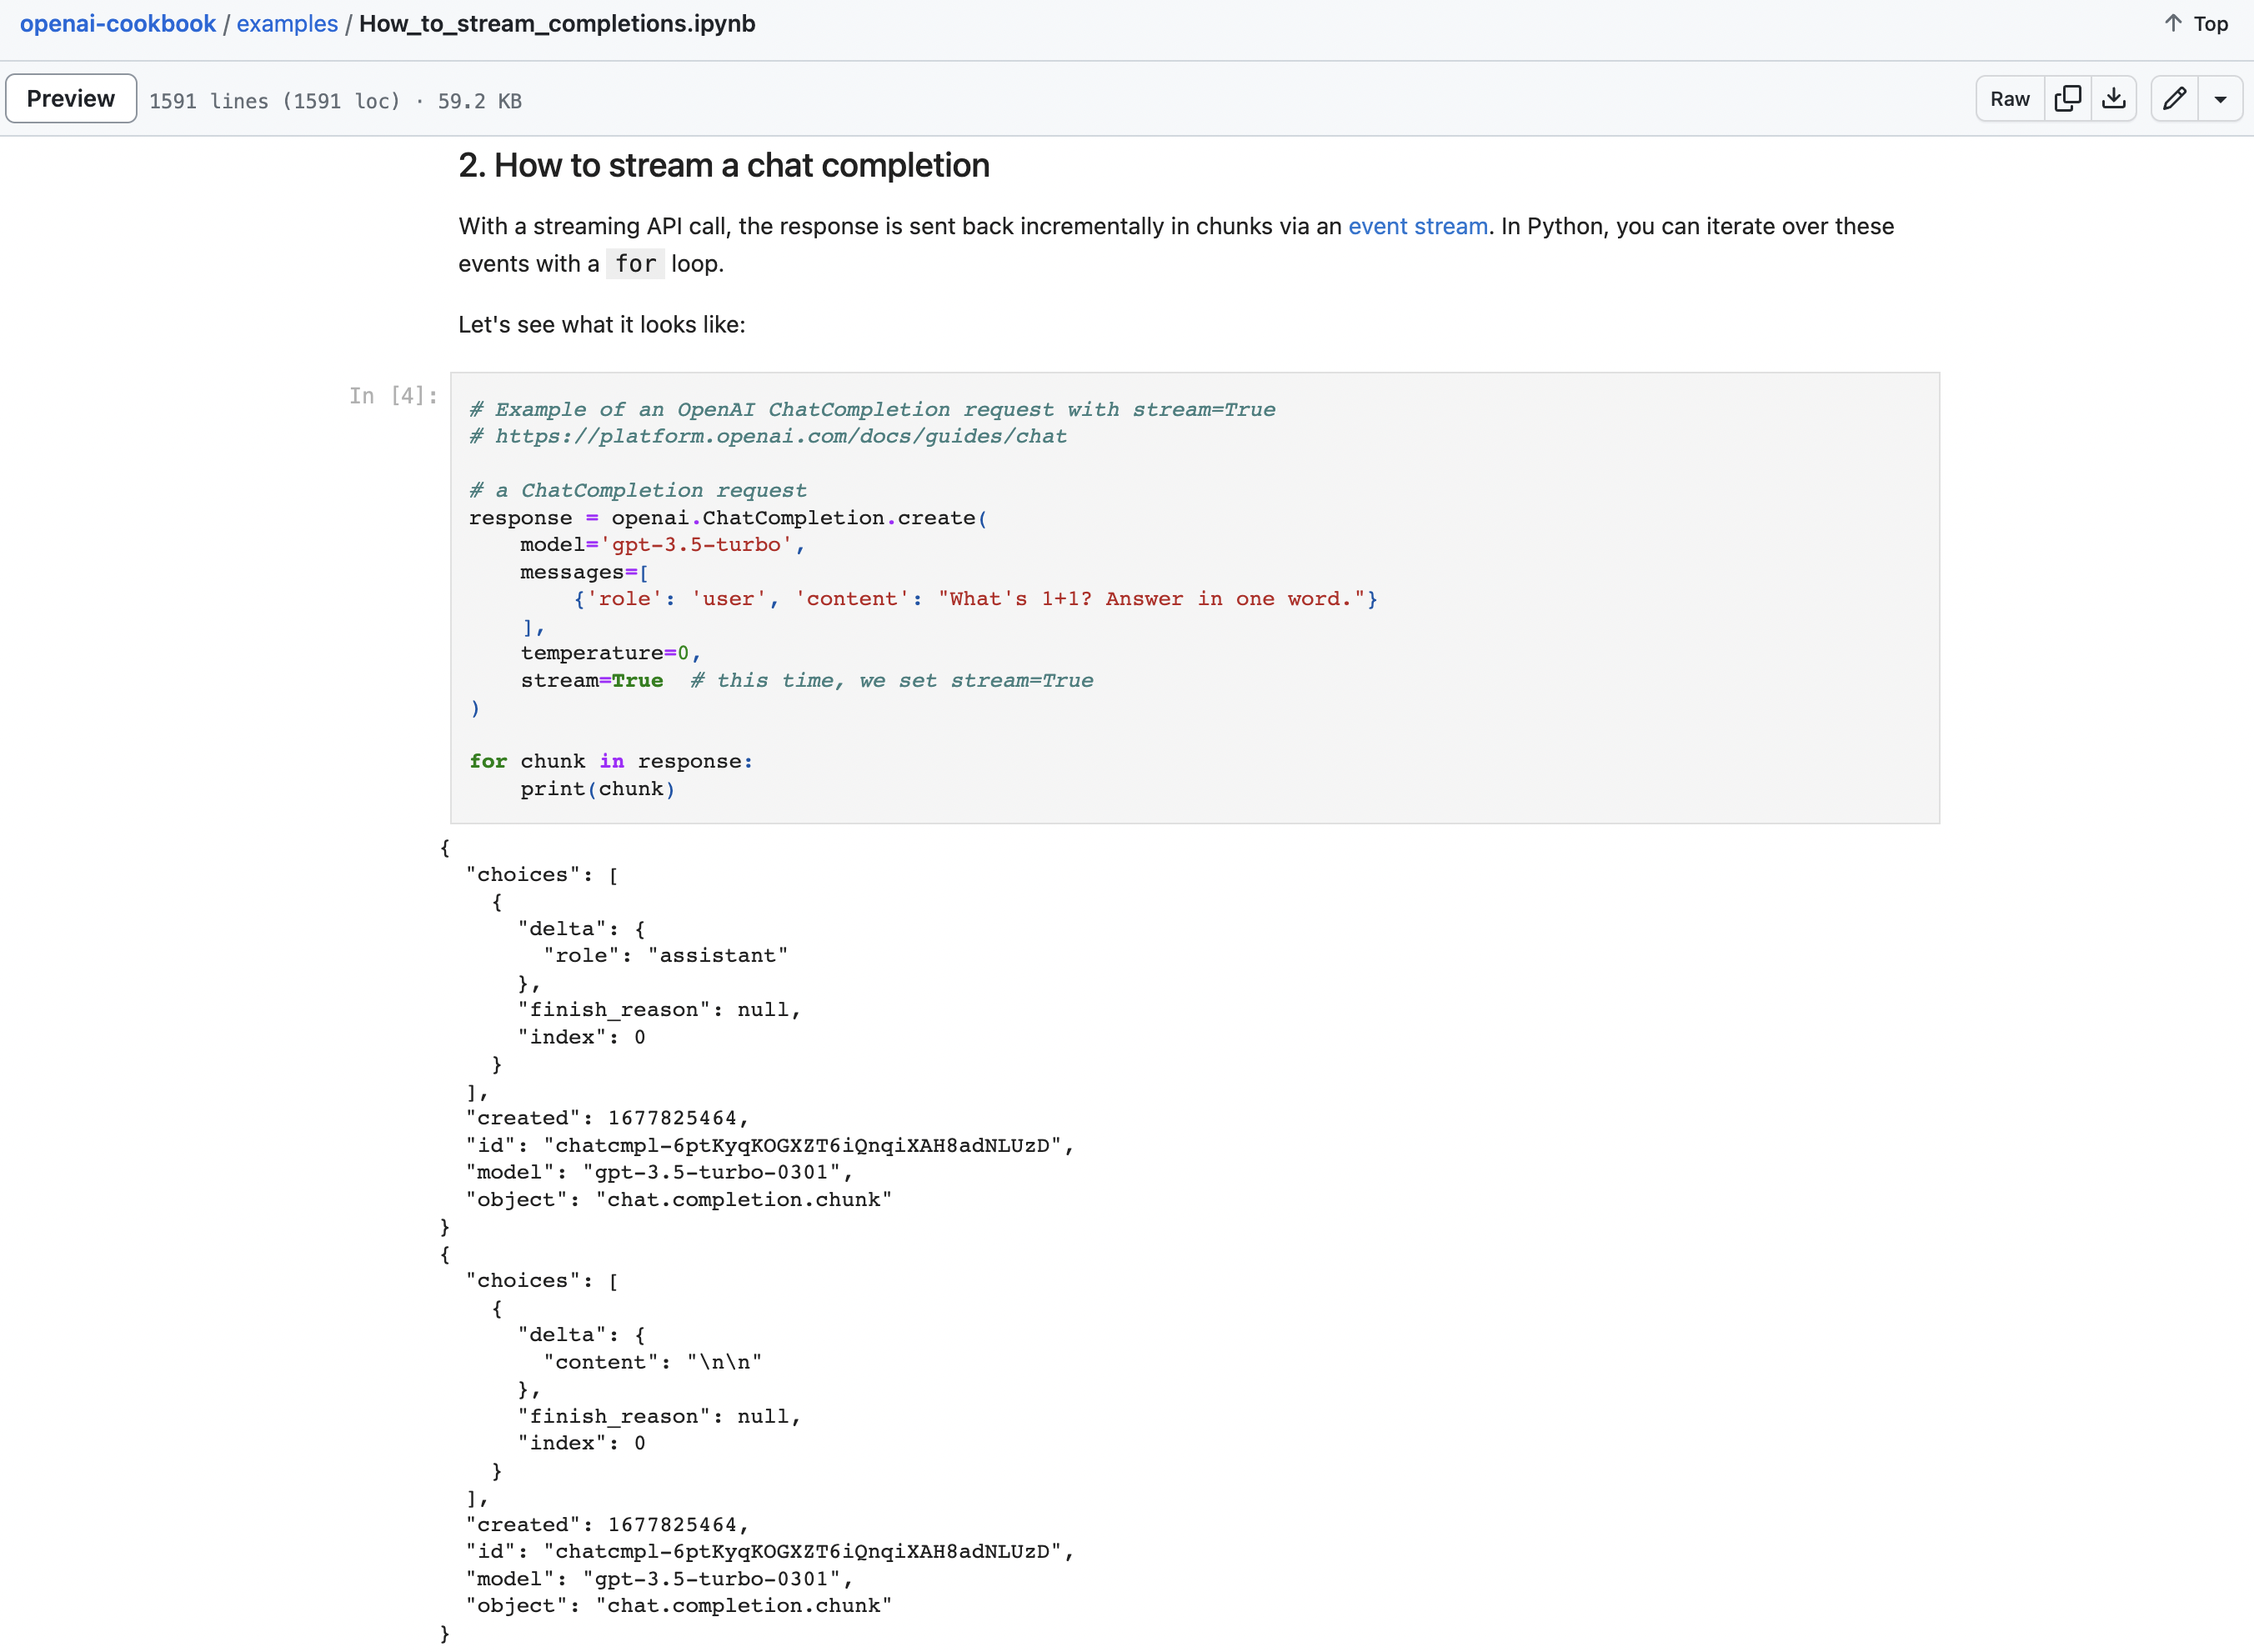 openai-cookbook / examples / How_to_stream_completions.ipynb
Top
Preview
1591 lines (1591 loc) · 59.2 KB
Raw
2. How to stream a chat completion
With a streaming API call, the response is sent back incrementally in chunks via an event stream. In Python, you can iterate over these
events with a for loop.
Let's see what it looks like:
In [4]:
# Example of an OpenAI ChatCompletion request with stream=True
# https://platform.openai.com/docs/guides/chat
# a ChatCompletion request
response = openai.ChatCompletion.create(
    model='gpt-3.5-turbo',
    messages=[
        {'role': 'user', 'content': "What's 1+1? Answer in one word."}
    ],
    temperature=0,
    stream=True  # this time, we set stream=True
)
for chunk in response:
    print(chunk)
{
  "choices": [
    {
      "delta": {
        "role": "assistant"
      },
      "finish_reason": null,
      "index": 0
    }
  ],
  "created": 1677825464,
  "id": "chatcmpl-6ptKyqKOGXZT6iQnqiXAH8adNLUzD",
  "model": "gpt-3.5-turbo-0301",
  "object": "chat.completion.chunk"
}
{
  "choices": [
    {
      "delta": {
        "content": "\n\n"
      },
      "finish_reason": null,
      "index": 0
    }
  ],
  "created": 1677825464,
  "id": "chatcmpl-6ptKyqKOGXZT6iQnqiXAH8adNLUzD",
  "model": "gpt-3.5-turbo-0301",
  "object": "chat.completion.chunk"
}